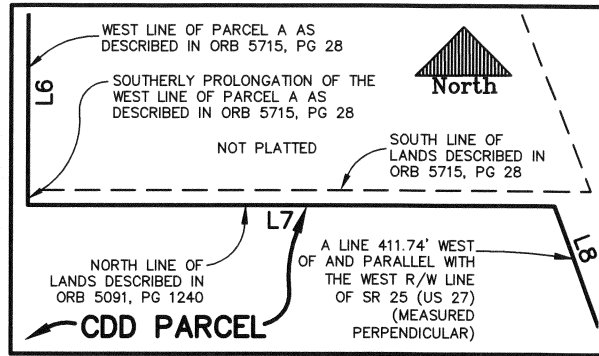 WEST LINE OF PARCEL A AS
DESCRIBED IN ORB 5715, PG 28
L6
SOUTHERLY PROLONGATION OF THE
WEST LINE OF PARCEL A AS
DESCRIBED IN ORB 5715, PG 28
North
NOT PLATTED
SOUTH LINE OF
LANDS DESCRIBED IN
ORB 5715, PG 28
L7
NORTH LINE OF
LANDS DESCRIBED IN
ORB 5091, PG 1240
A LINE 411.74' WEST
OF AND PARALLEL WITH
THE WEST R/W LINE
OF SR 25 (US 27)
(MEASURED
PERPENDICULAR)
L8
CDD PARCEL